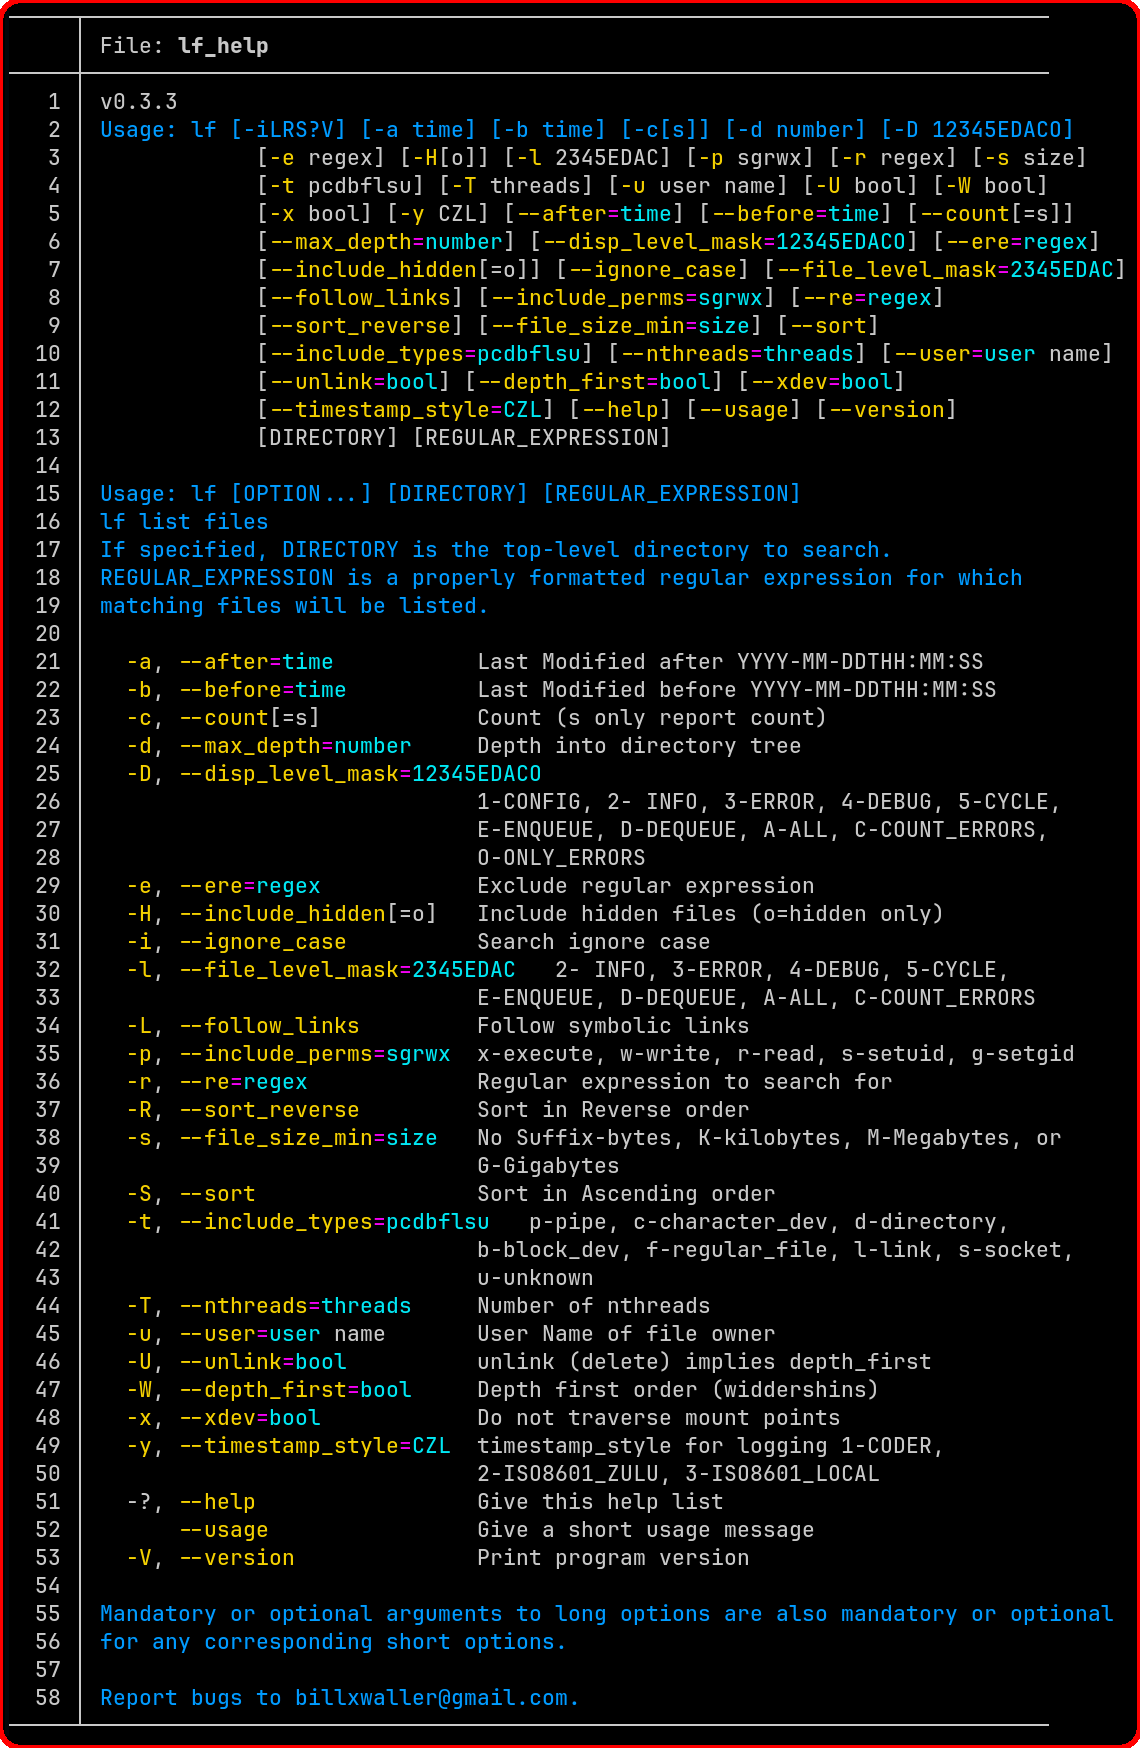 File: lf_help
1 v0.3.3
2 Usage: lf [-iLRS?V] [-a time] [-b time] [-c[s]] [-d number] [-D 12345EDACO]
3             [-e regex] [-H[o]] [-l 2345EDAC] [-p sgrwx] [-r regex] [-s size]
4             [-t pcdbflsu] [-T threads] [-u user name] [-U bool] [-W bool]
5             [-x bool] [-y CZL] [--after=time] [--before=time] [--count[=s]]
6             [--max_depth=number] [--disp_level_mask=12345EDACO] [--ere=regex]
7             [--include_hidden[=o]] [--ignore_case] [--file_level_mask=2345EDAC]
8             [--follow_links] [--include_perms=sgrwx] [--re=regex]
9             [--sort_reverse] [--file_size_min=size] [--sort]
10             [--include_types=pcdbflsu] [--nthreads=threads] [--user=user name]
11             [--unlink=bool] [--depth_first=bool] [--xdev=bool]
12             [--timestamp_style=CZL] [--help] [--usage] [--version]
13             [DIRECTORY] [REGULAR_EXPRESSION]
14
15 Usage: lf [OPTION...] [DIRECTORY] [REGULAR_EXPRESSION]
16 lf list files
17 If specified, DIRECTORY is the top-level directory to search.
18 REGULAR_EXPRESSION is a properly formatted regular expression for which
19 matching files will be listed.
20
21   -a, --after=time           Last Modified after YYYY-MM-DDTHH:MM:SS
22   -b, --before=time          Last Modified before YYYY-MM-DDTHH:MM:SS
23   -c, --count[=s]            Count (s only report count)
24   -d, --max_depth=number     Depth into directory tree
25   -D, --disp_level_mask=12345EDACO
26                              1-CONFIG, 2- INFO, 3-ERROR, 4-DEBUG, 5-CYCLE,
27                              E-ENQUEUE, D-DEQUEUE, A-ALL, C-COUNT_ERRORS,
28                              O-ONLY_ERRORS
29   -e, --ere=regex            Exclude regular expression
30   -H, --include_hidden[=o]   Include hidden files (o=hidden only)
31   -i, --ignore_case          Search ignore case
32   -l, --file_level_mask=2345EDAC   2- INFO, 3-ERROR, 4-DEBUG, 5-CYCLE,
33                              E-ENQUEUE, D-DEQUEUE, A-ALL, C-COUNT_ERRORS
34   -L, --follow_links         Follow symbolic links
35   -p, --include_perms=sgrwx  x-execute, w-write, r-read, s-setuid, g-setgid
36   -r, --re=regex             Regular expression to search for
37   -R, --sort_reverse         Sort in Reverse order
38   -s, --file_size_min=size   No Suffix-bytes, K-kilobytes, M-Megabytes, or
39                              G-Gigabytes
40   -S, --sort                 Sort in Ascending order
41   -t, --include_types=pcdbflsu   p-pipe, c-character_dev, d-directory,
42                              b-block_dev, f-regular_file, l-link, s-socket,
43                              u-unknown
44   -T, --nthreads=threads     Number of nthreads
45   -u, --user=user name       User Name of file owner
46   -U, --unlink=bool          unlink (delete) implies depth_first
47   -W, --depth_first=bool     Depth first order (widdershins)
48   -x, --xdev=bool            Do not traverse mount points
49   -y, --timestamp_style=CZL  timestamp_style for logging 1-CODER,
50                              2-ISO8601_ZULU, 3-ISO8601_LOCAL
51   -?, --help                 Give this help list
52       --usage                Give a short usage message
53   -V, --version              Print program version
54
55 Mandatory or optional arguments to long options are also mandatory or optional
56 for any corresponding short options.
57
58 Report bugs to billxwaller@gmail.com.